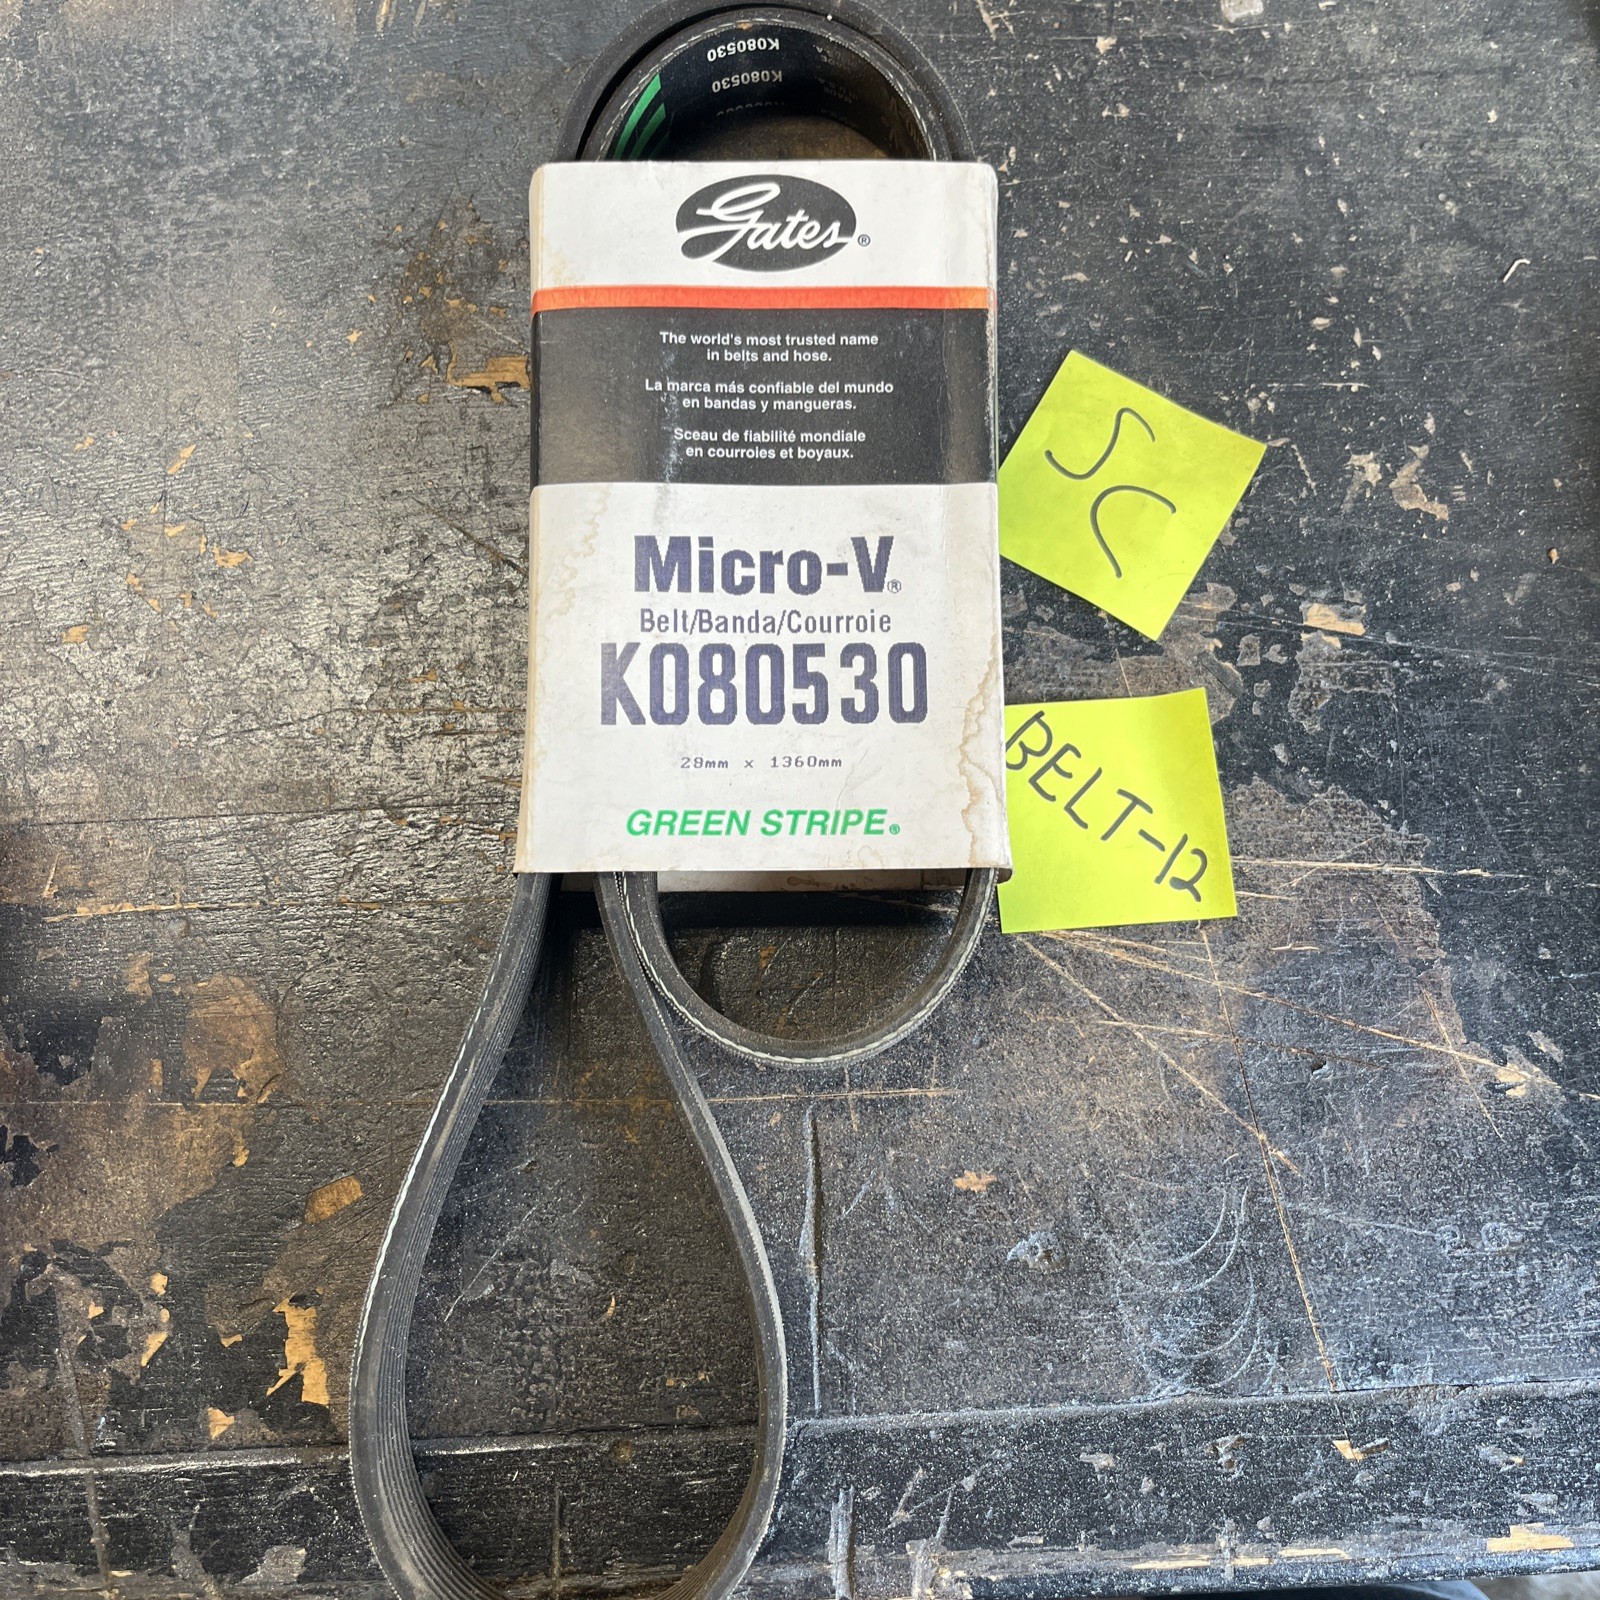 K080530
K080530
Gates®
The world's most trusted name
in belts and hose.
La marca más confiable del mundo
en bandas y mangueras.
Sceau de fiabilité mondiale
en courroies et boyaux.
Micro-V®
Belt/Banda/Courroie
K080530
28mm x 1360mm
GREEN STRIPE®
SC
BELT-12